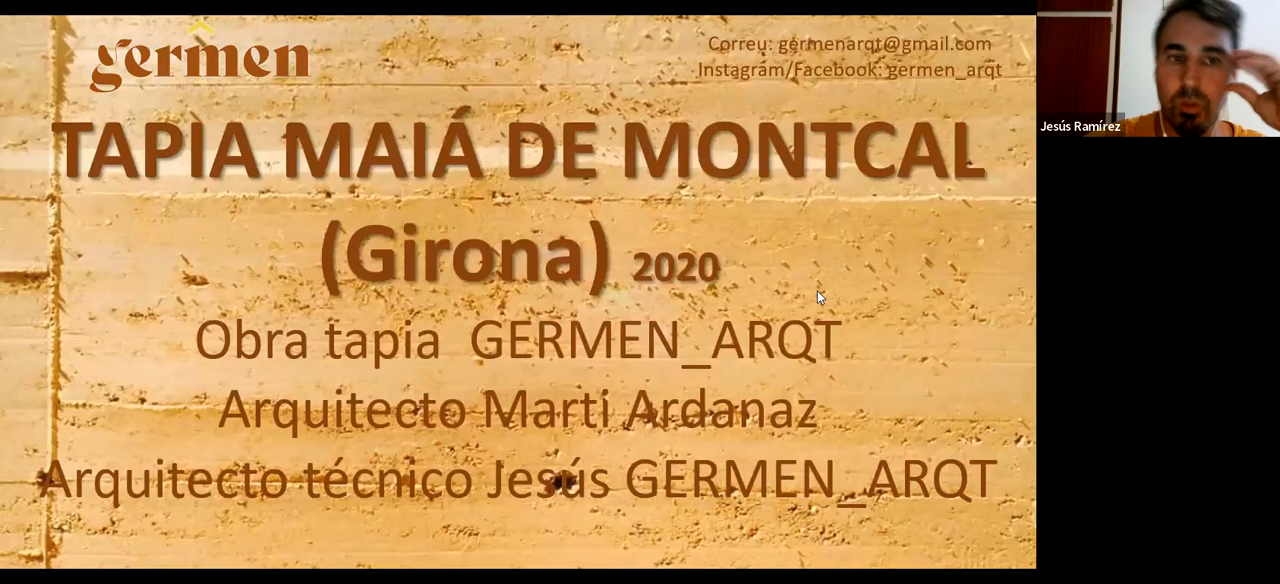 germen
Correu: germenarqt@gmail.com
Instagram/Facebook: germen_arqt
TAPIA MAIÁ DE MONTCAL
(Girona) 2020
Obra tapia GERMEN_ARQT
Arquitecto Marti Ardanaz
Arquitecto técnico Jesús GERMEN_ARQT
Jesús Ramírez